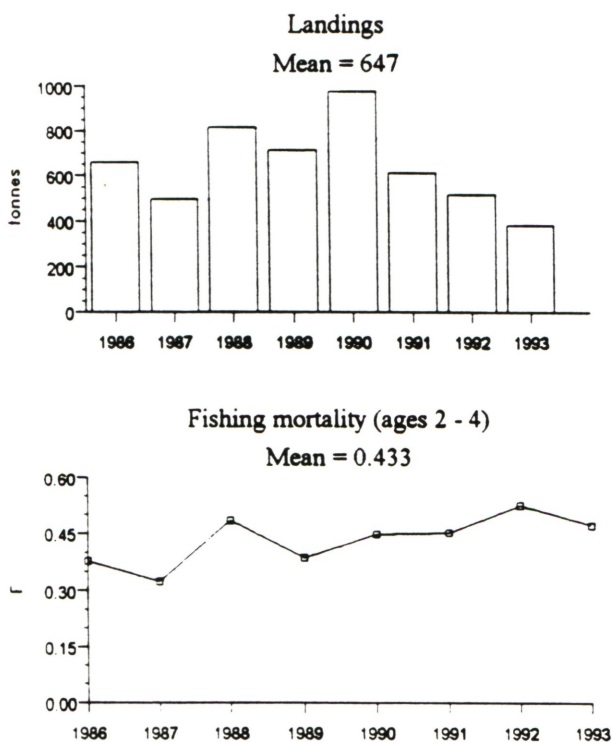 Landings
Mean = 647
1000
800
600
400
200
0
tonnes
1986 1987 1988 1989 1990 1991 1992 1993
Fishing mortality (ages 2 - 4)
Mean = 0.433
0.60
0.45
0.30
0.15
0.00
F
1986 1987 1988 1989 1990 1991 1992 1993